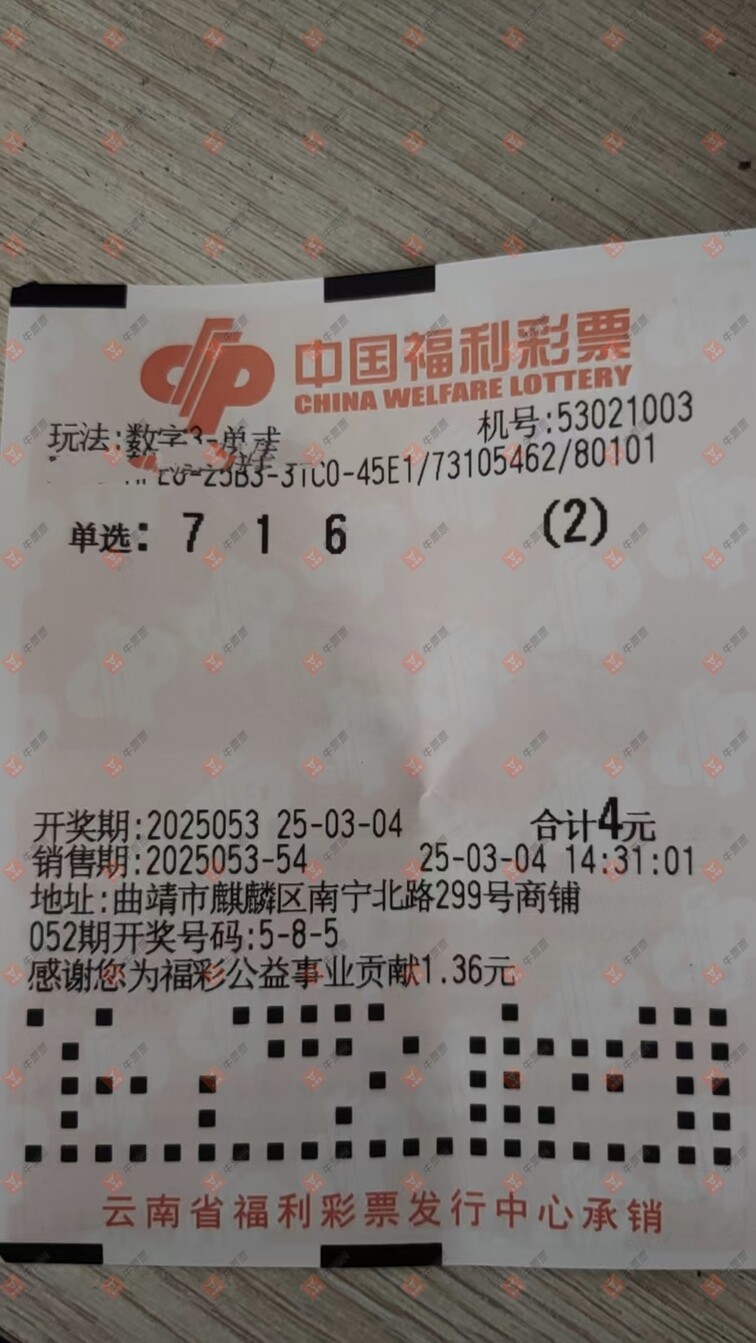 中国福利彩票
CHINA WELFARE LOTTERY
玩法:数字3-单式 机号:53021003
C0-45E1/73105462/80101
单选: 7 1 6 (2)
开奖期:2025053 25-03-04 合计4元
销售期:2025053-54 25-03-04 14:31:01
地址:曲靖市麒麟区南宁北路299号商铺
052期开奖号码:5-8-5
感谢您为福彩公益事业贡献1.36元
云南省福利彩票发行中心承销
牛票票